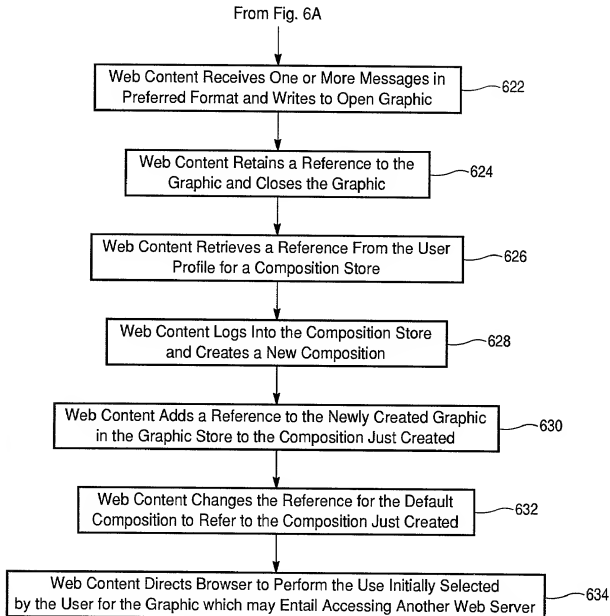 From Fig. 6A
Web Content Receives One or More Messages in
Preferred Format and Writes to Open Graphic
622
Web Content Retains a Reference to the
Graphic and Closes the Graphic
624
Web Content Retrieves a Reference From the User
Profile for a Composition Store
626
Web Content Logs Into the Composition Store
and Creates a New Composition
628
Web Content Adds a Reference to the Newly Created Graphic
in the Graphic Store to the Composition Just Created
630
Web Content Changes the Reference for the Default
Composition to Refer to the Composition Just Created
632
Web Content Directs Browser to Perform the Use Initially Selected
by the User for the Graphic which may Entail Accessing Another Web Server
634